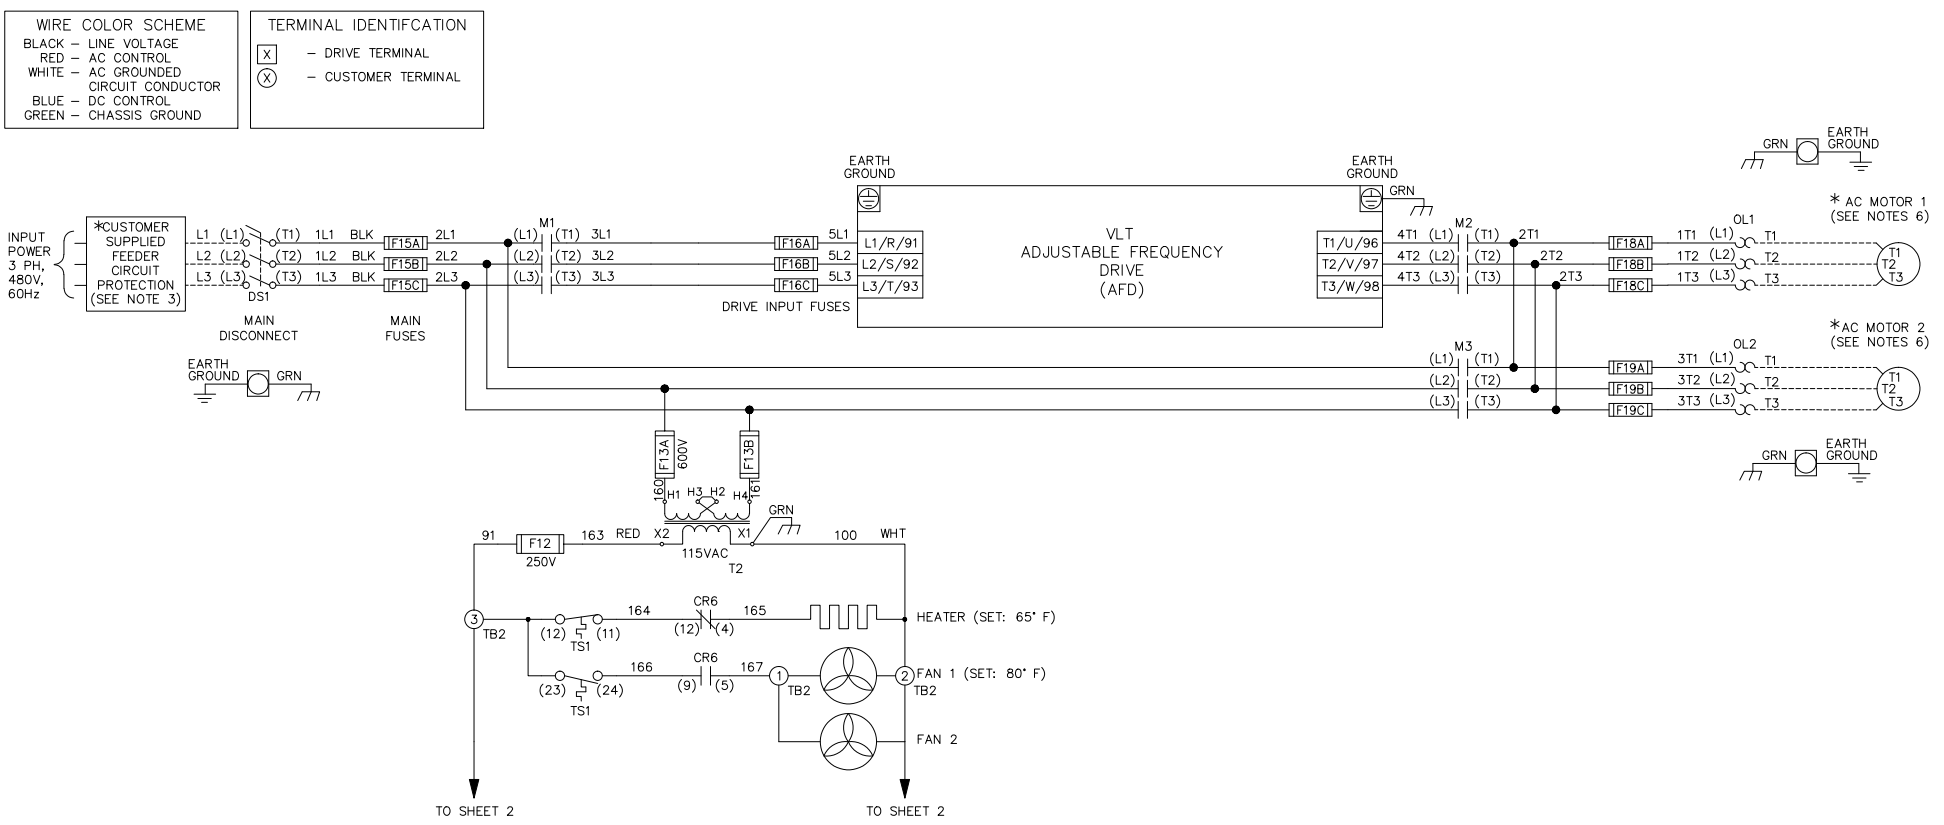 WIRE COLOR SCHEME
BLACK – LINE VOLTAGE
RED – AC CONTROL
WHITE – AC GROUNDED
CIRCUIT CONDUCTOR
BLUE – DC CONTROL
GREEN – CHASSIS GROUND
TERMINAL IDENTIFCATION
X – DRIVE TERMINAL
X – CUSTOMER TERMINAL
INPUT
POWER
3 PH,
480V,
60Hz
*CUSTOMER
SUPPLIED
FEEDER
CIRCUIT
PROTECTION
(SEE NOTE 3)
L1 (L1) (T1) 1L1 BLK F15A 2L1 (L1) M1 (T1) 3L1 F16A 5L1 L1/R/91
L2 (L2) (T2) 1L2 BLK F15B 2L2 (L2) (T2) 3L2 F16B 5L2 L2/S/92
L3 (L3) (T3) 1L3 BLK F15C 2L3 (L3) (T3) 3L3 F16C 5L3 L3/T/93
DS1
MAIN
DISCONNECT
MAIN
FUSES
DRIVE INPUT FUSES
EARTH
GROUND
GRN
EARTH
GROUND
VLT
ADJUSTABLE FREQUENCY
DRIVE
(AFD)
EARTH
GROUND
GRN
T1/U/96 4T1 (L1) M2 (T1) 2T1 F18A 1T1 (L1) OL1 T1
T2/V/97 4T2 (L2) (T2) 2T2 F18B 1T2 (L2) T2
T3/W/98 4T3 (L3) (T3) 2T3 F18C 1T3 (L3) T3
GRN
EARTH
GROUND
* AC MOTOR 1
(SEE NOTES 6)
T1
T2
T3
M3
(L1) (T1) F19A 3T1 (L1) OL2 T1
(L2) (T2) F19B 3T2 (L2) T2
(L3) (T3) F19C 3T3 (L3) T3
*AC MOTOR 2
(SEE NOTES 6)
T1
T2
T3
GRN
EARTH
GROUND
F13A
600V
F13B
160
161
H1 H3 H2 H4
GRN
91 F12 163 RED X2 X1 100 WHT
250V
115VAC
T2
3
TB2
(12) (11)
TS1
164
CR6
(12) (4)
165
HEATER (SET: 65° F)
(23) (24)
TS1
166
CR6
(9) (5)
167
1
TB2
2
TB2
FAN 1 (SET: 80° F)
FAN 2
TO SHEET 2
TO SHEET 2